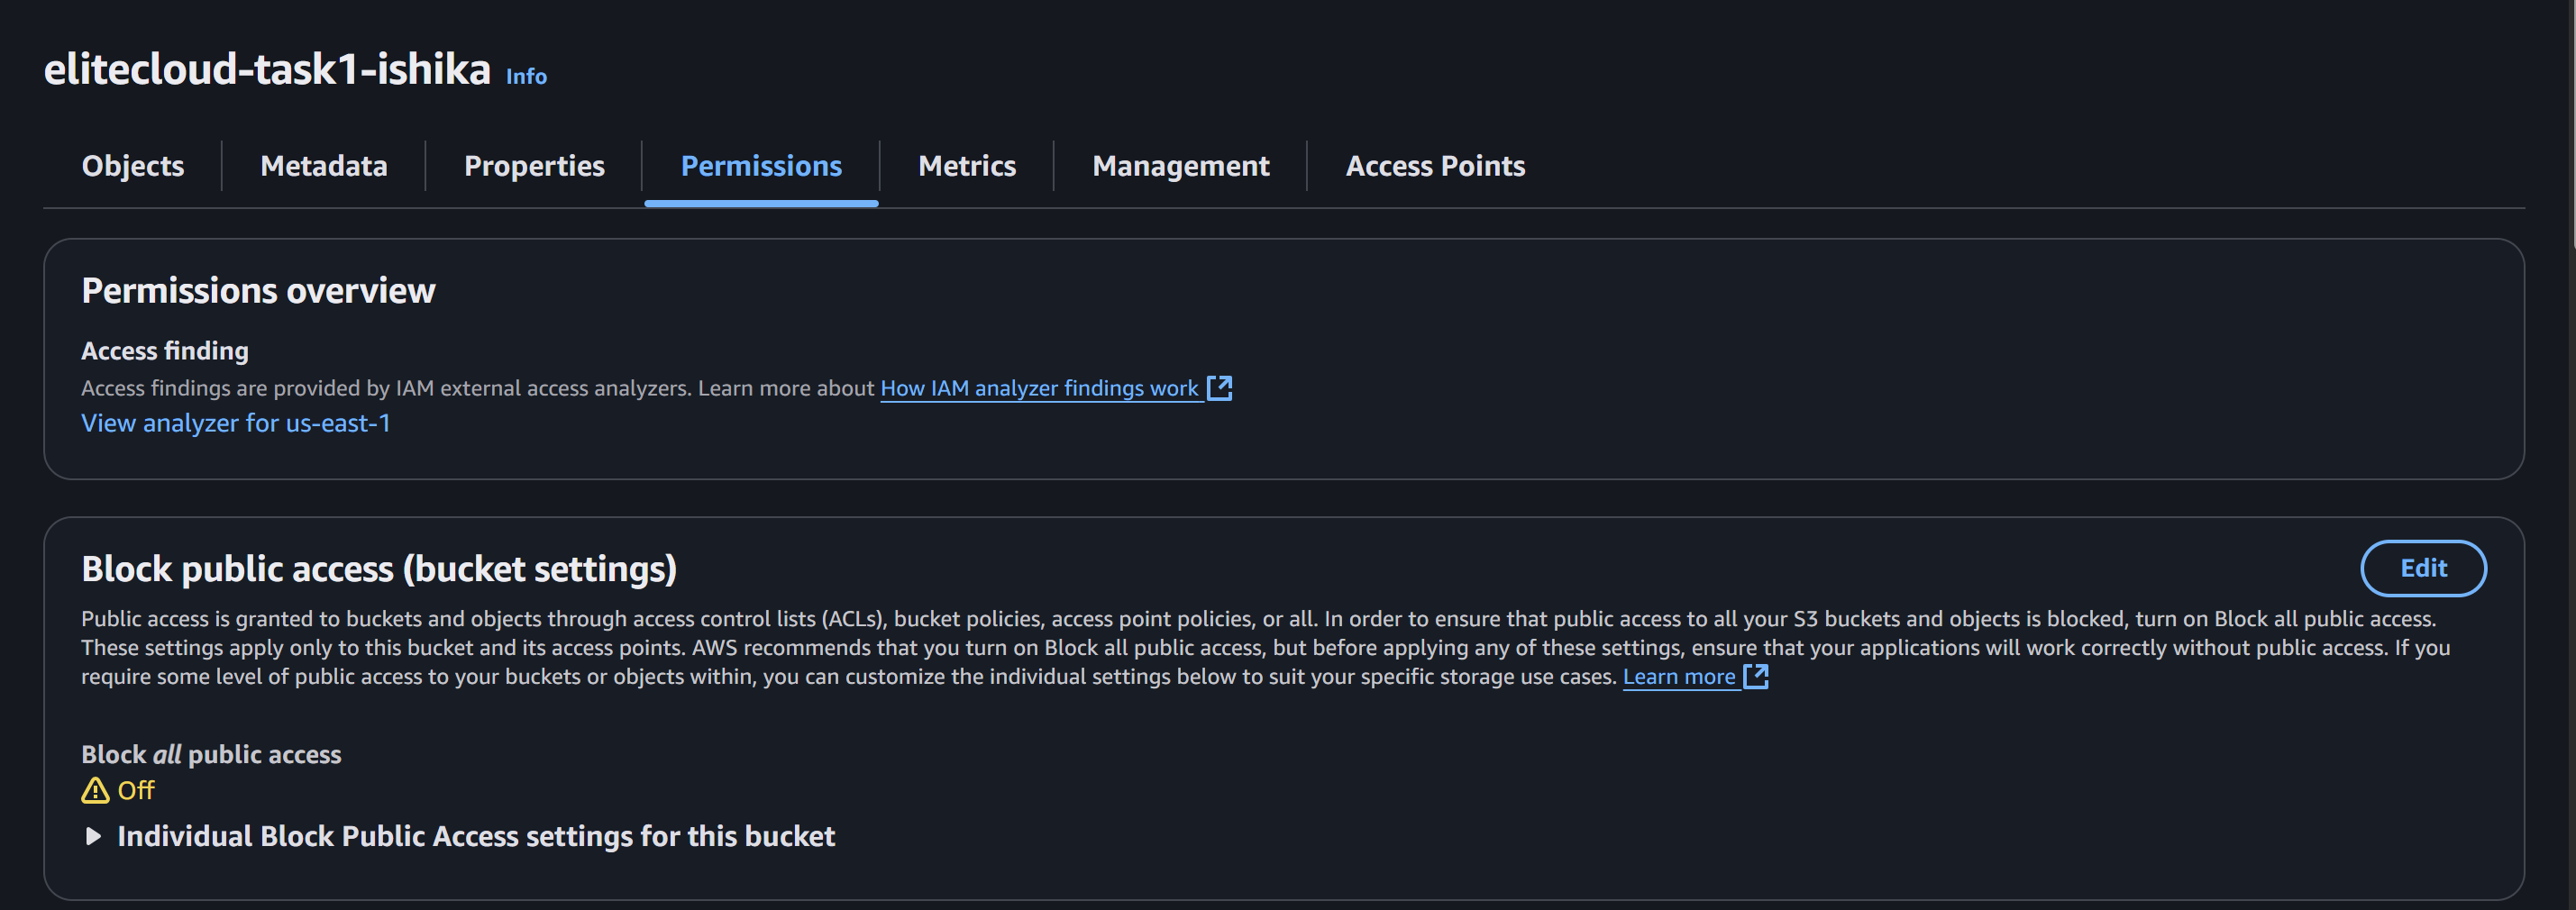 elitecloud-task1-ishika Info
Objects Metadata Properties Permissions Metrics Management Access Points
Permissions overview
Access finding
Access findings are provided by IAM external access analyzers. Learn more about How IAM analyzer findings work
View analyzer for us-east-1
Block public access (bucket settings)
Edit
Public access is granted to buckets and objects through access control lists (ACLs), bucket policies, access point policies, or all. In order to ensure that public access to all your S3 buckets and objects is blocked, turn on Block all public access.
These settings apply only to this bucket and its access points. AWS recommends that you turn on Block all public access, but before applying any of these settings, ensure that your applications will work correctly without public access. If you
require some level of public access to your buckets or objects within, you can customize the individual settings below to suit your specific storage use cases. Learn more
Block all public access
Off
Individual Block Public Access settings for this bucket